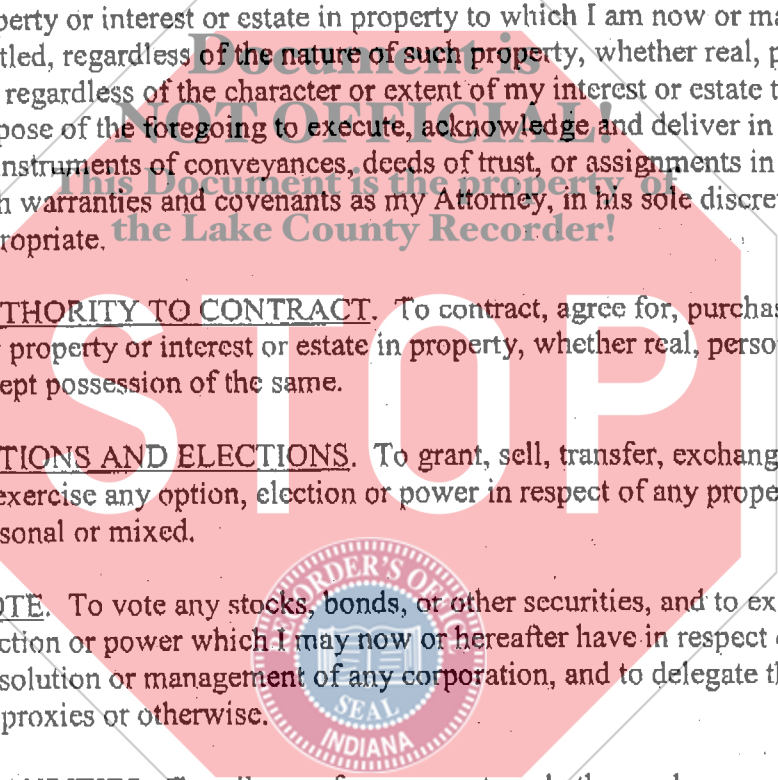 perty or interest or estate in property to which I am now or ma
tled, regardless of the nature of such property, whether real, p
Document is
regardless of the character or extent of my interest or estate t
NOT OFFICIAL!
pose of the foregoing to execute, acknowledge and deliver in
nstruments of conveyances, deeds of trust, or assignments in
This Document is the property of
h warranties and covenants as my Attorney, in his sole discre
the Lake County Recorder!
ropriate.
THORITY TO CONTRACT. To contract, agree for, purchas
property or interest or estate in property, whether real, perso
ept possession of the same.
STOP
TIONS AND ELECTIONS. To grant, sell, transfer, exchang
exercise any option, election or power in respect of any prope
sonal or mixed.
OTE. To vote any stocks, bonds, or other securities, and to ex
ction or power which I may now or hereafter have in respect
solution or management of any corporation, and to delegate th
proxies or otherwise.
RECORDER'S OFFICE
SEAL
INDIANA